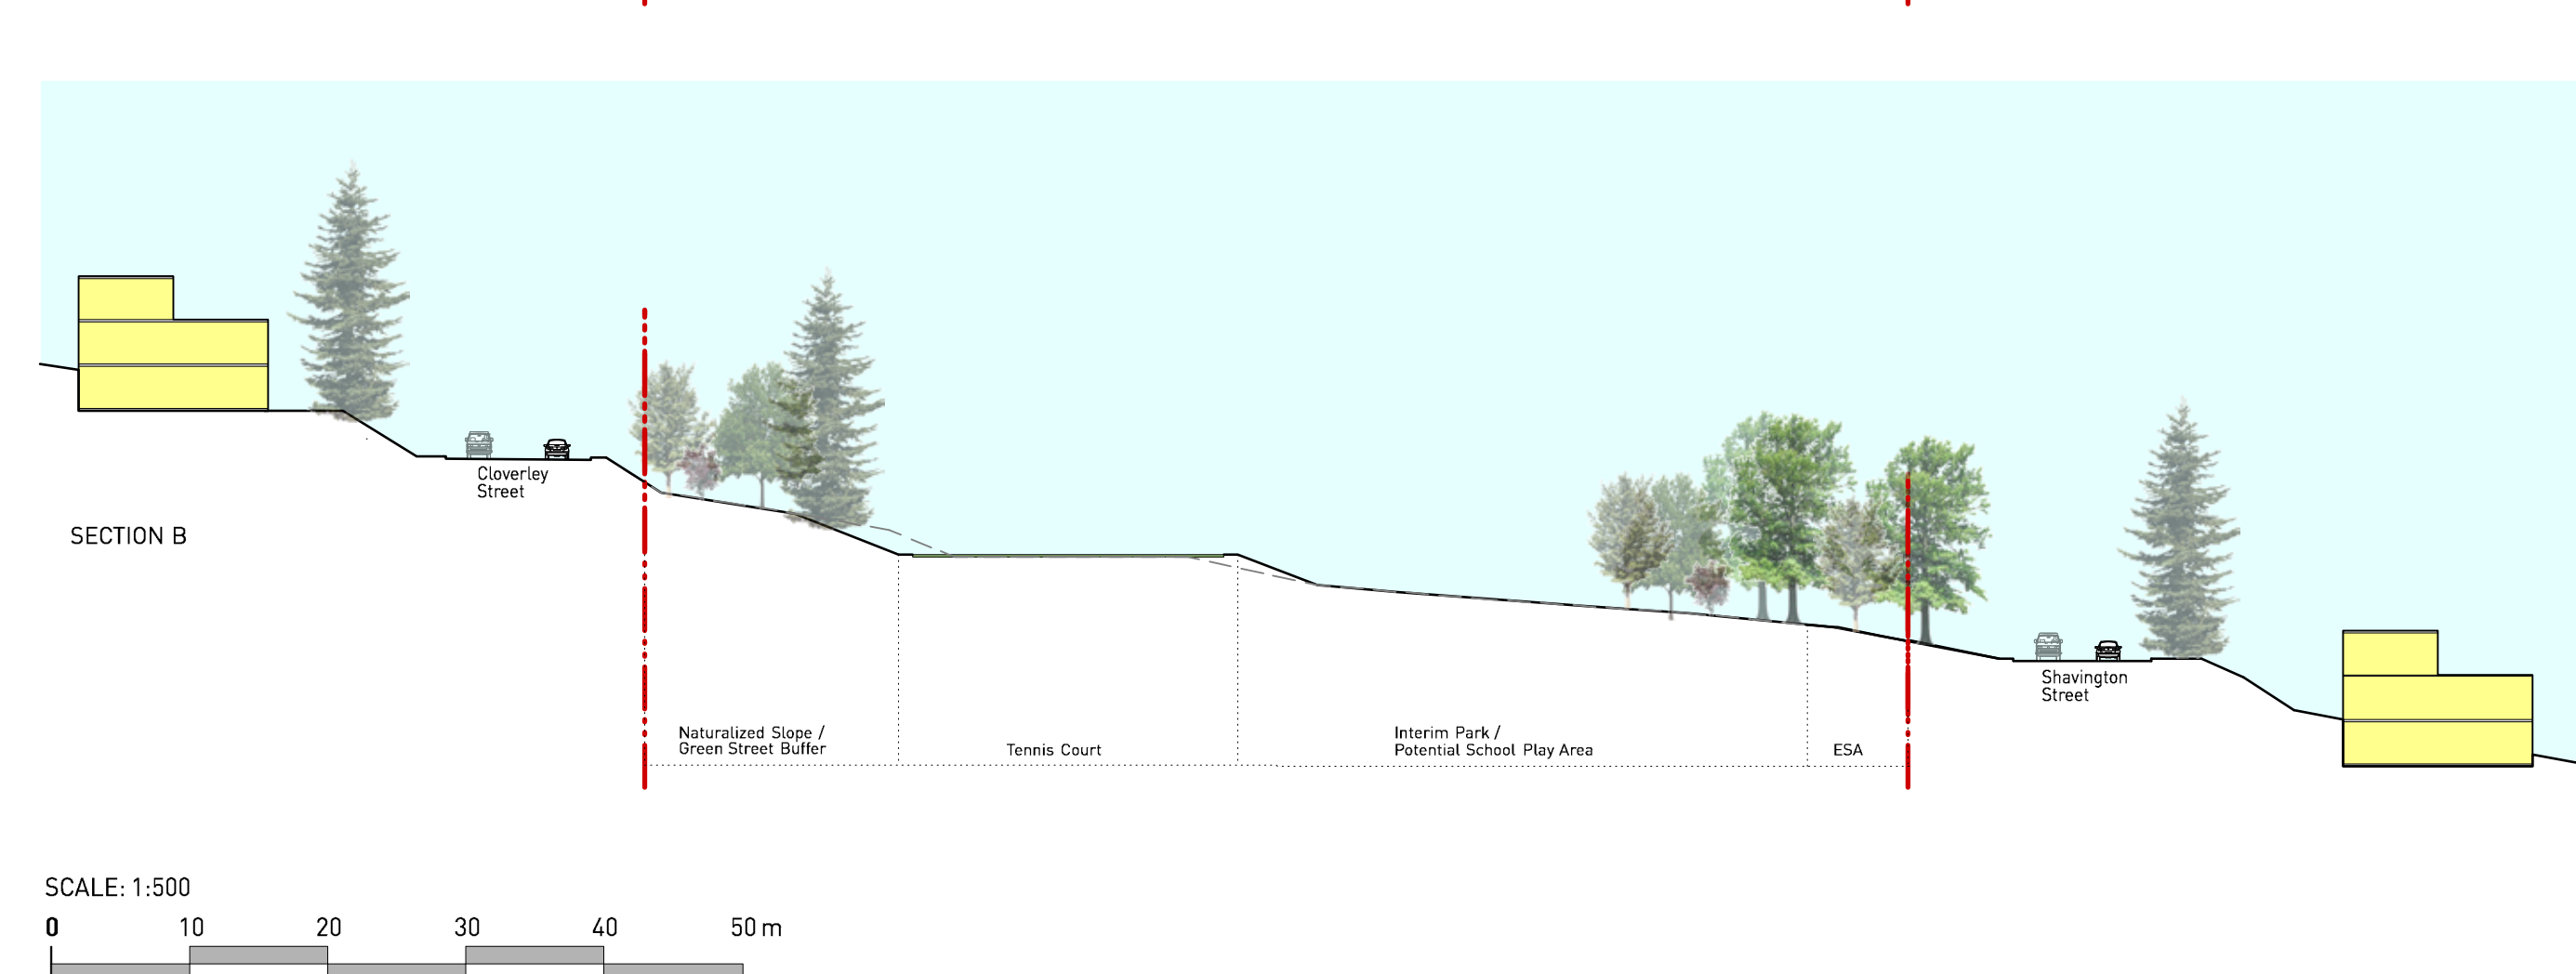 Cloverley
Street
SECTION B
Shavington
Street
Naturalized Slope /
Green Street Buffer
Tennis Court
Interim Park /
Potential School Play Area
ESA
SCALE: 1:500
0 10 20 30 40 50 m